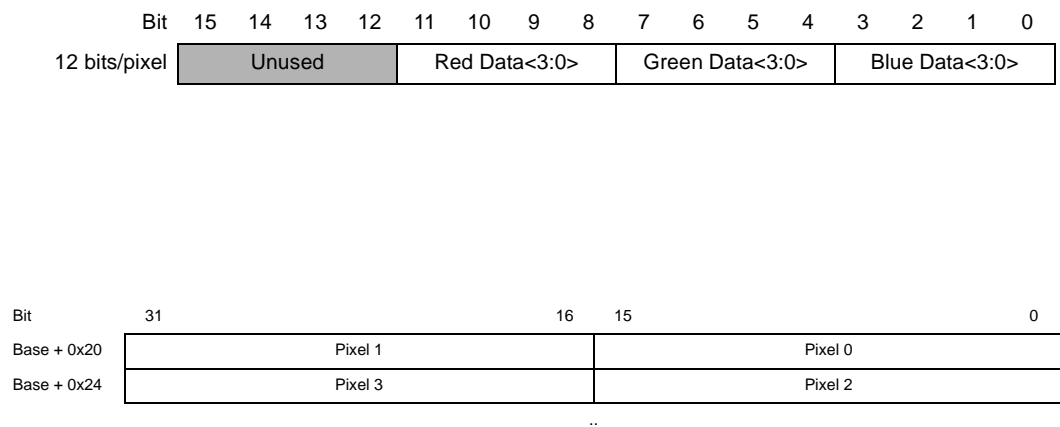 Bit 15 14 13 12 11 10 9 8 7 6 5 4 3 2 1 0
12 bits/pixel Unused Red Data<3:0> Green Data<3:0> Blue Data<3:0>
Bit 31 16 15 0
Base + 0x20 Pixel 1 Pixel 0
Base + 0x24 Pixel 3 Pixel 2